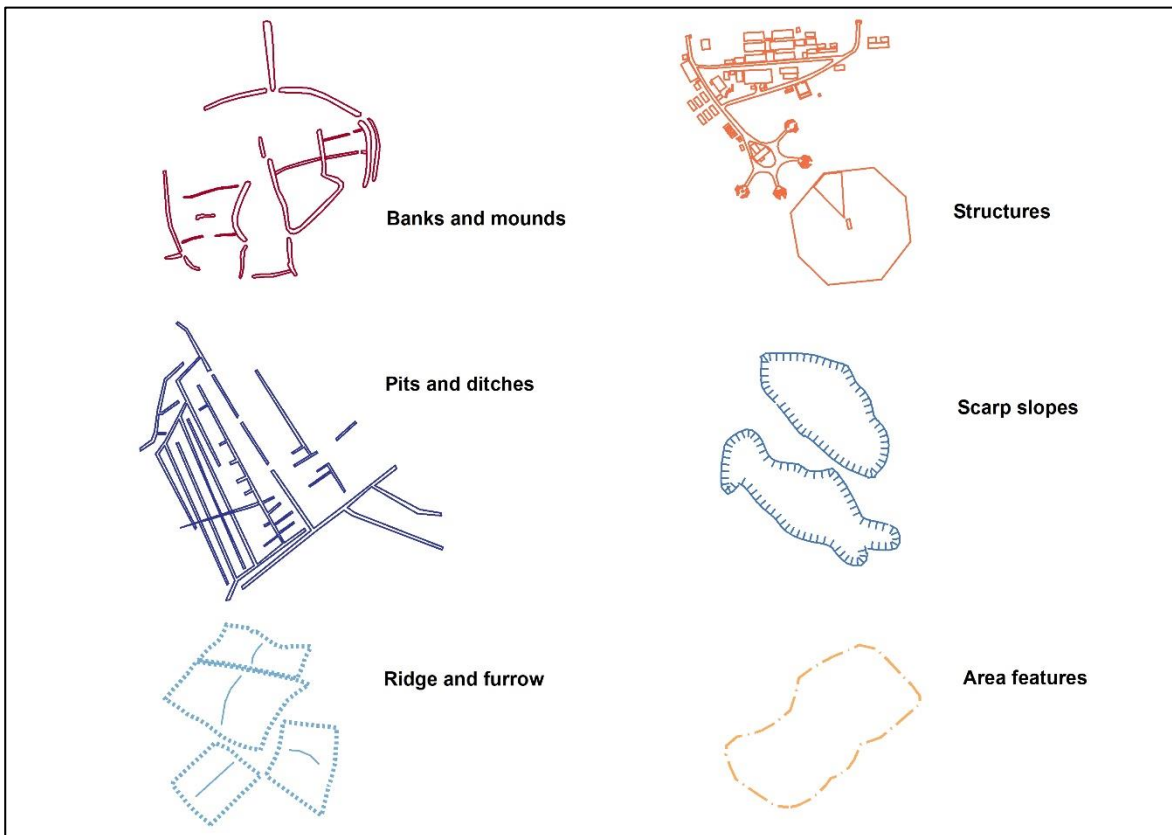 Banks and mounds
Structures
Pits and ditches
Scarp slopes
Ridge and furrow
Area features